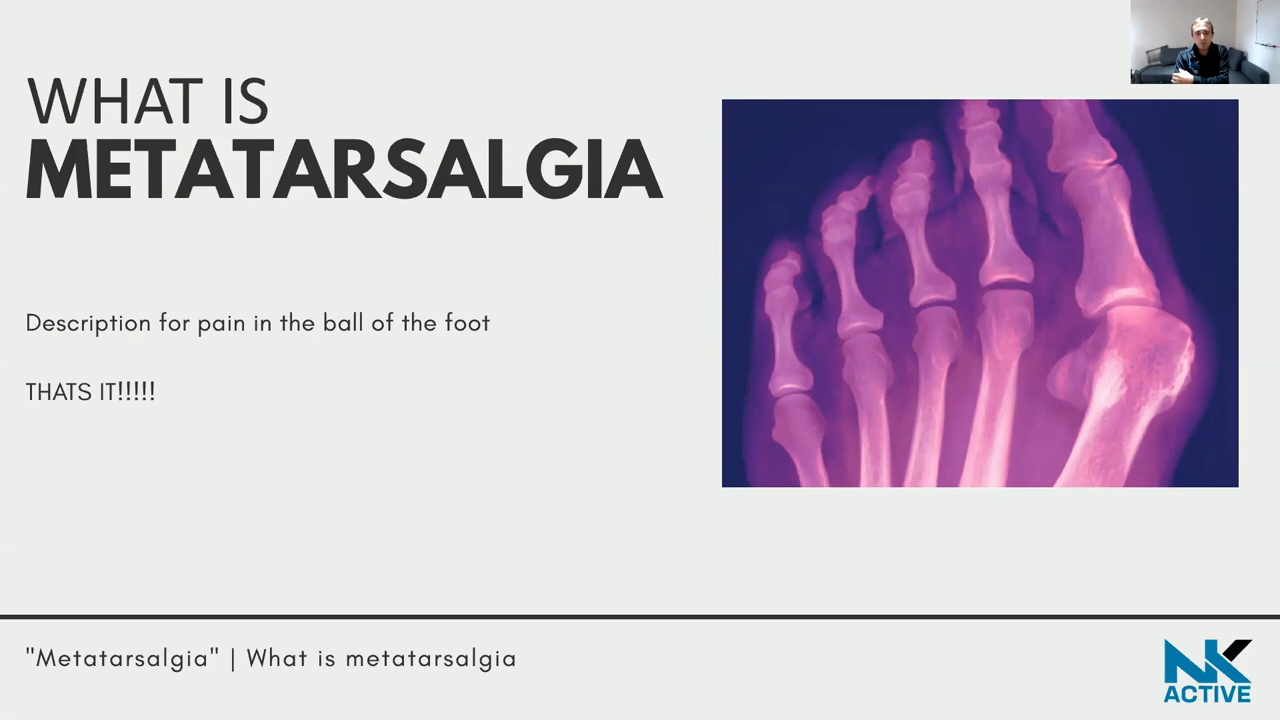 WHAT IS
METATARSALGIA
Description for pain in the ball of the foot
THATS IT!!!!!
"Metatarsalgia" | What is metatarsalgia
NK
ACTIVE